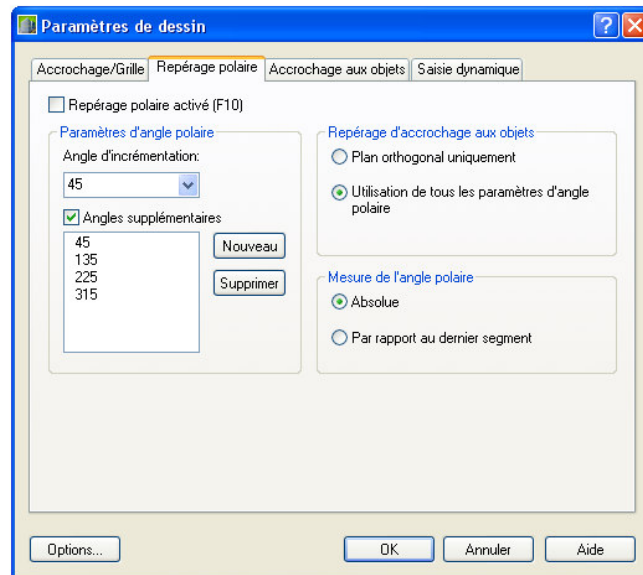 Paramètres de dessin
Accrochage/Grille
Repérage polaire
Accrochage aux objets
Saisie dynamique
Repérage polaire activé (F10)
Paramètres d'angle polaire
Angle d'incrémentation:
45
Angles supplémentaires
45
135
225
315
Nouveau
Supprimer
Repérage d'accrochage aux objets
Plan orthogonal uniquement
Utilisation de tous les paramètres d'angle
polaire
Mesure de l'angle polaire
Absolue
Par rapport au dernier segment
Options...
OK
Annuler
Aide